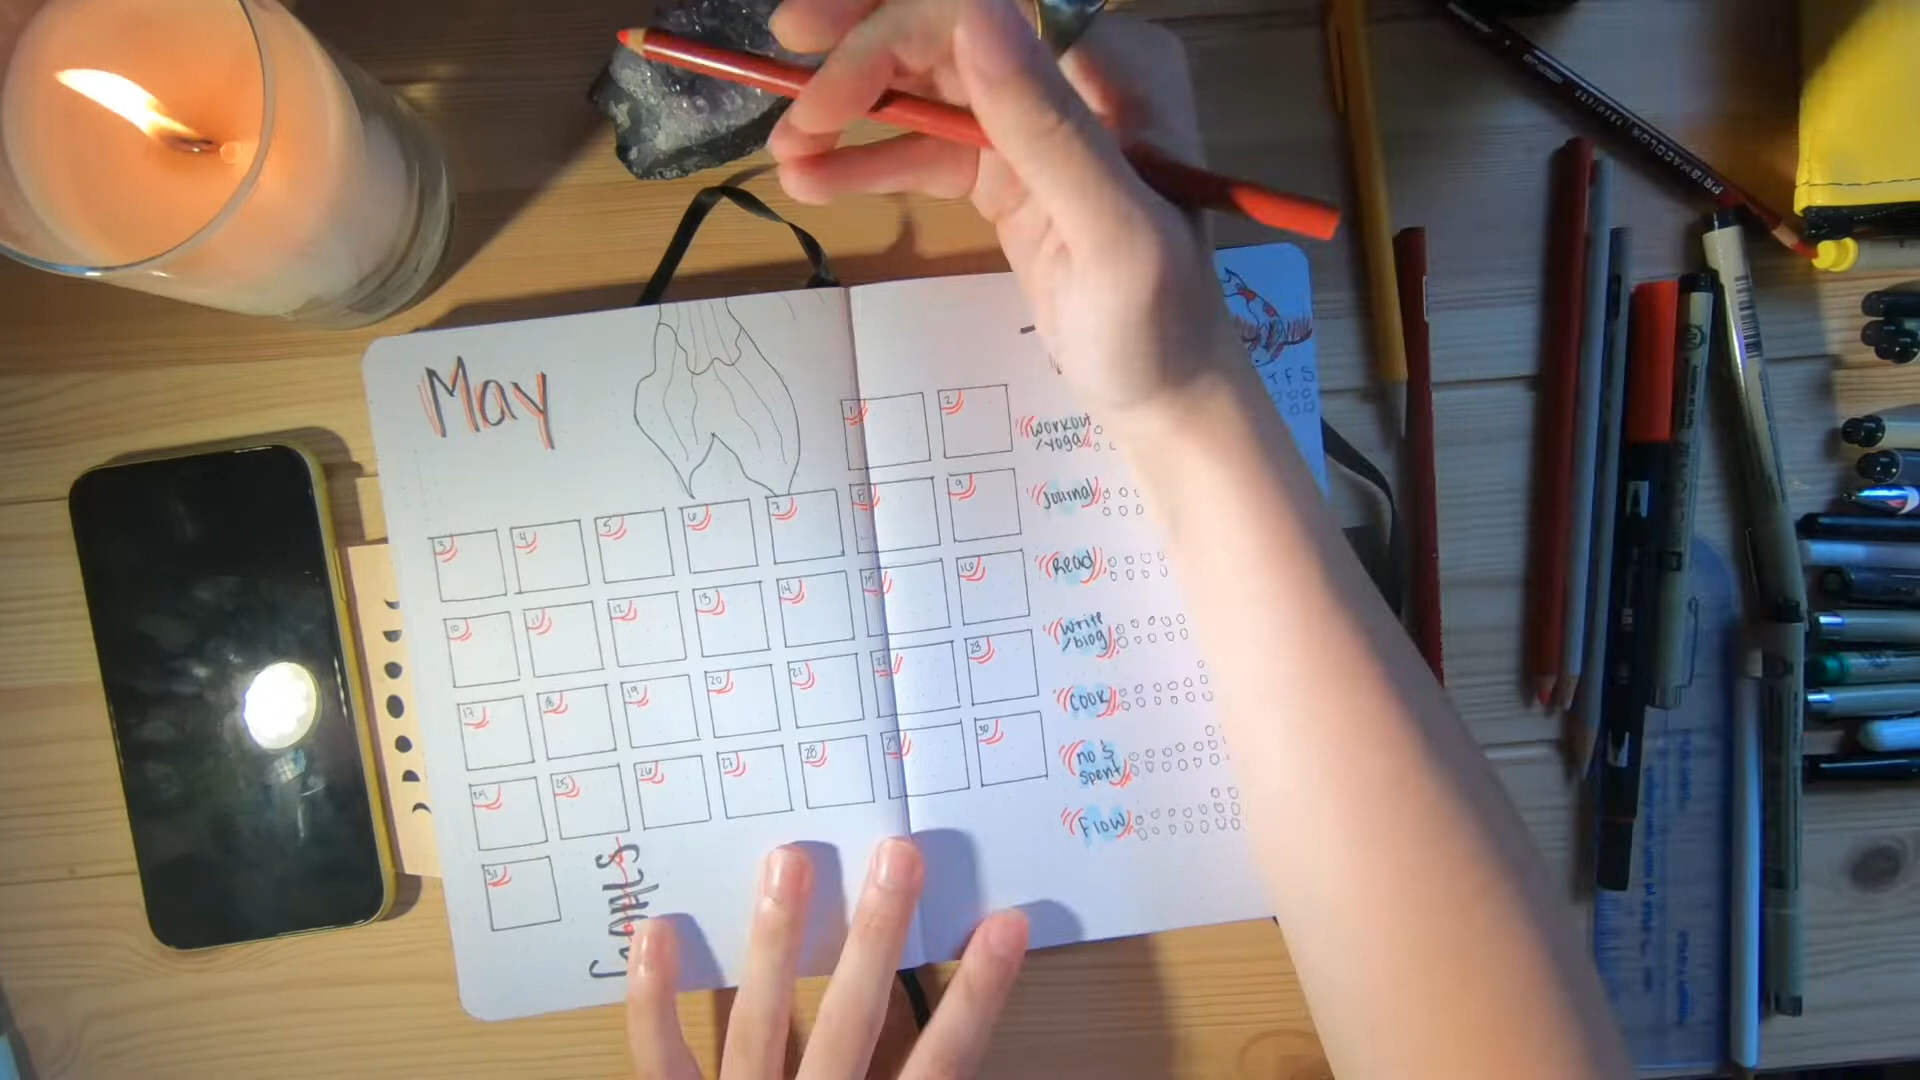 May
1 2
3 4 5 6 7 8 9
10 11 12 13 14 15 16
17 18 19 20 21 22 23
24 25 26 27 28 29 30
31
GOALS
workout
/yoga
Journal
Read
Write
/blog
COOK
no $
spent
Flow
T F S
PRISMACOLOR